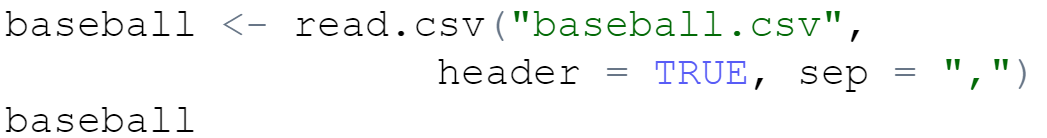 baseball <- read.csv("baseball.csv",
header = TRUE, sep = ",")
baseball